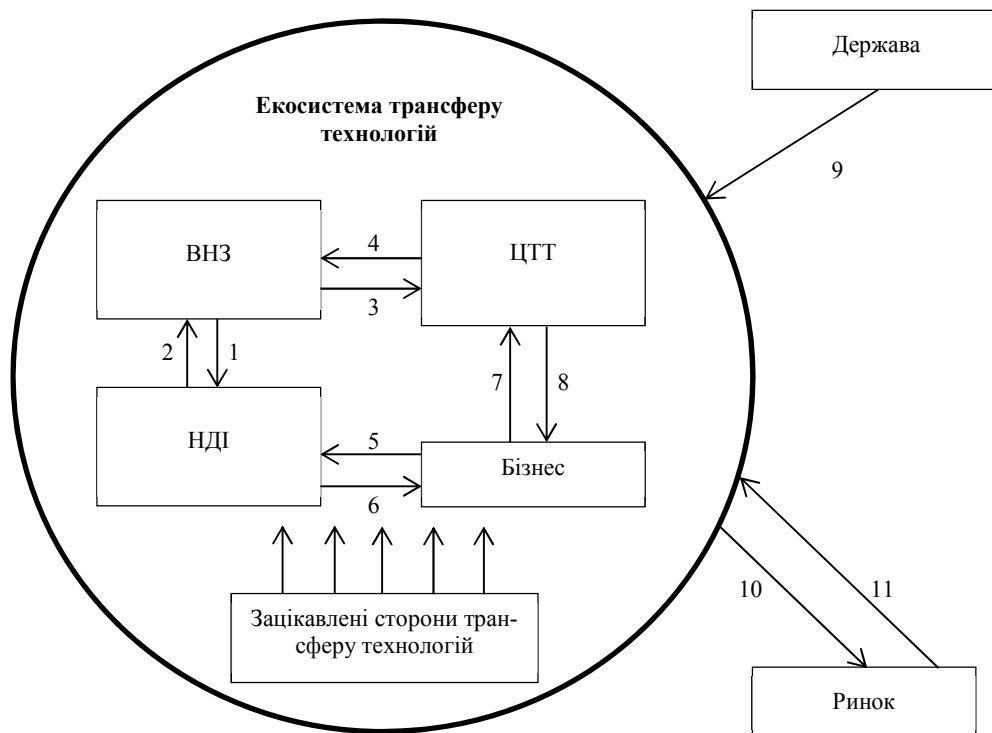 Держава
Екосистема трансферу
технологій
9
ВНЗ
4
ЦТТ
3
2
1
7
8
НДІ
5
Бізнес
6
Зацікавлені сторони тран-
сферу технологій
10
11
Ринок